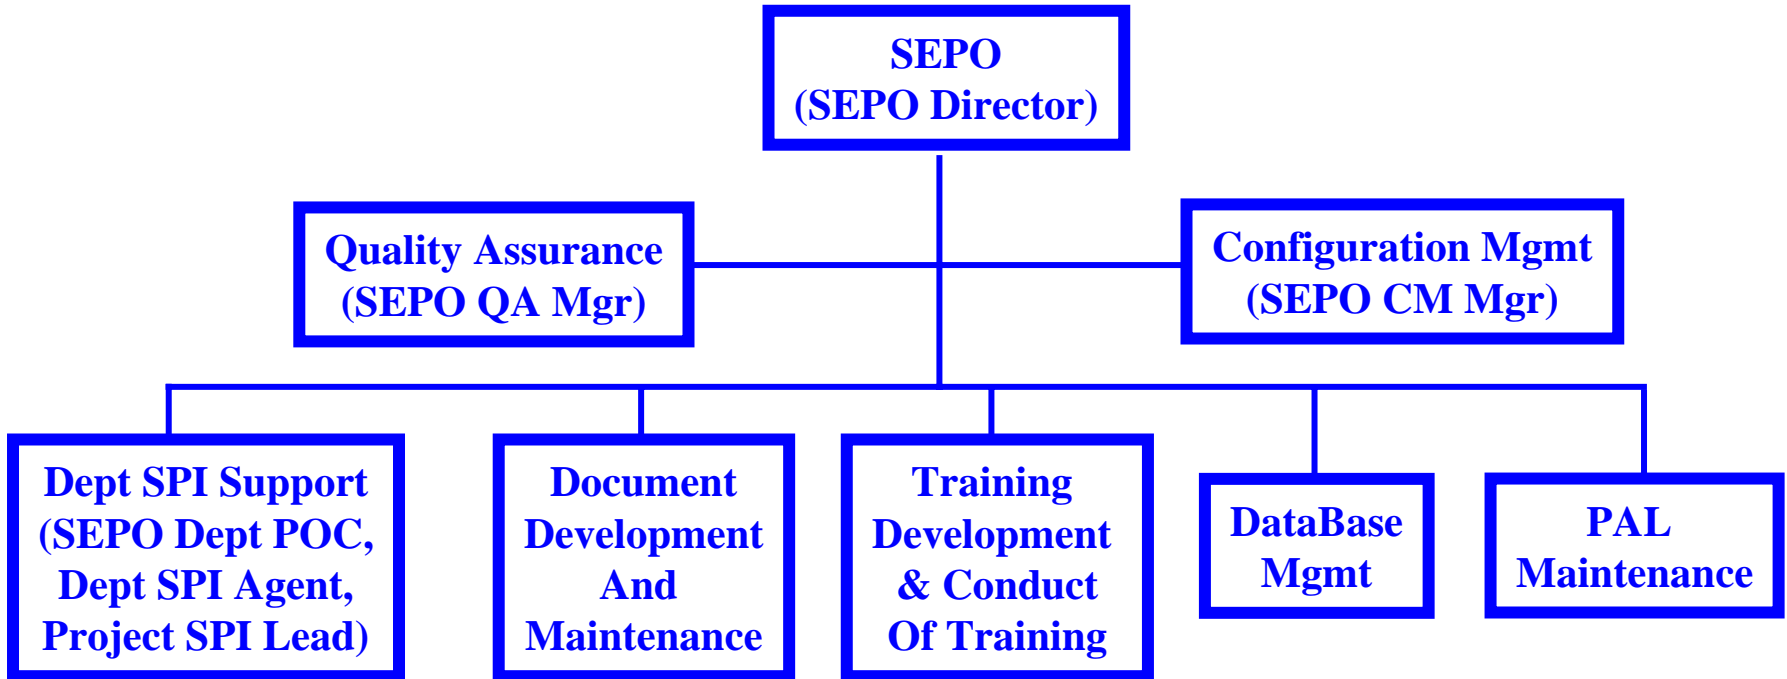 SEPO
(SEPO Director)
Quality Assurance
(SEPO QA Mgr)
Configuration Mgmt
(SEPO CM Mgr)
Dept SPI Support
(SEPO Dept POC,
Dept SPI Agent,
Project SPI Lead)
Document
Development
And
Maintenance
Training
Development
& Conduct
Of Training
DataBase
Mgmt
PAL
Maintenance